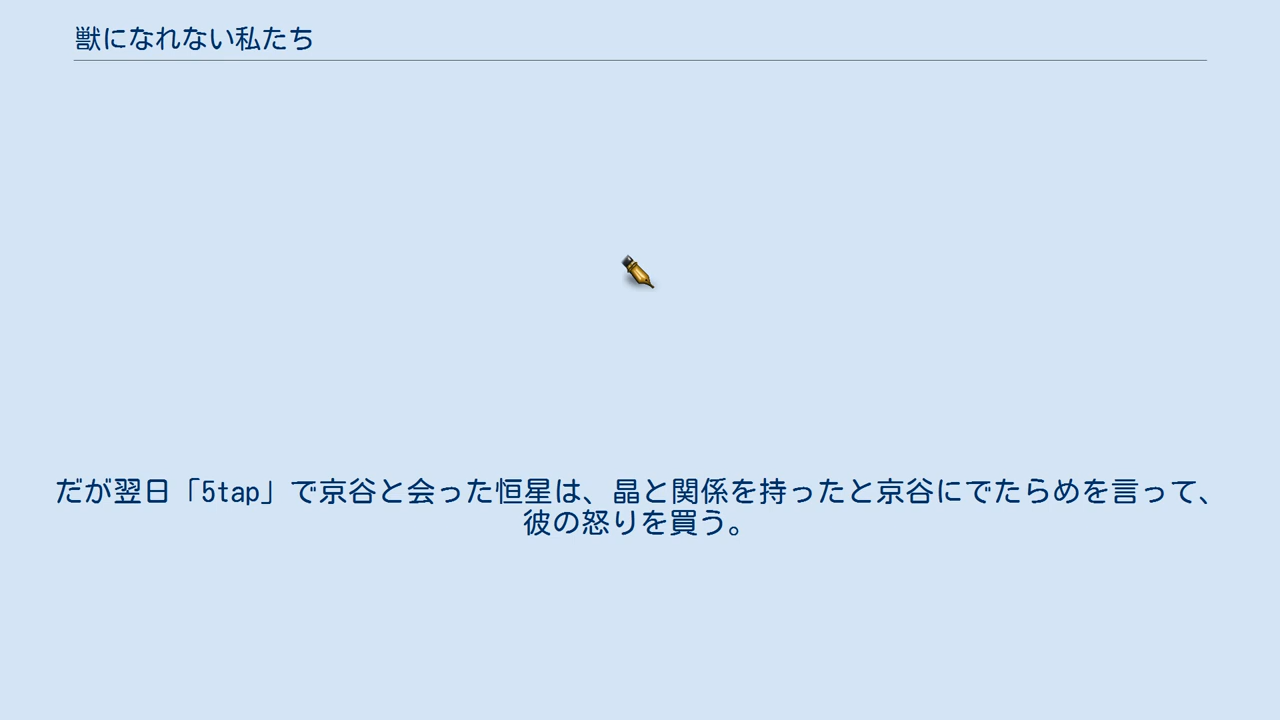 獣になれない私たち
だが翌日「5tap」で京谷と会った恒星は、晶と関係を持ったと京谷にでたらめを言って、
彼の怒りを買う。